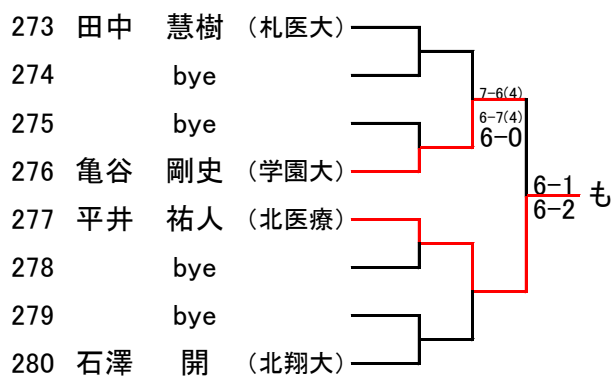 273 田中 慧樹 (札医大)
274 bye
275 bye
276 亀谷 剛史 (学園大)
277 平井 祐人 (北医療)
278 bye
279 bye
280 石澤 開 (北翔大)
7-6(4)
6-7(4)
6-0
6-1
6-2
も